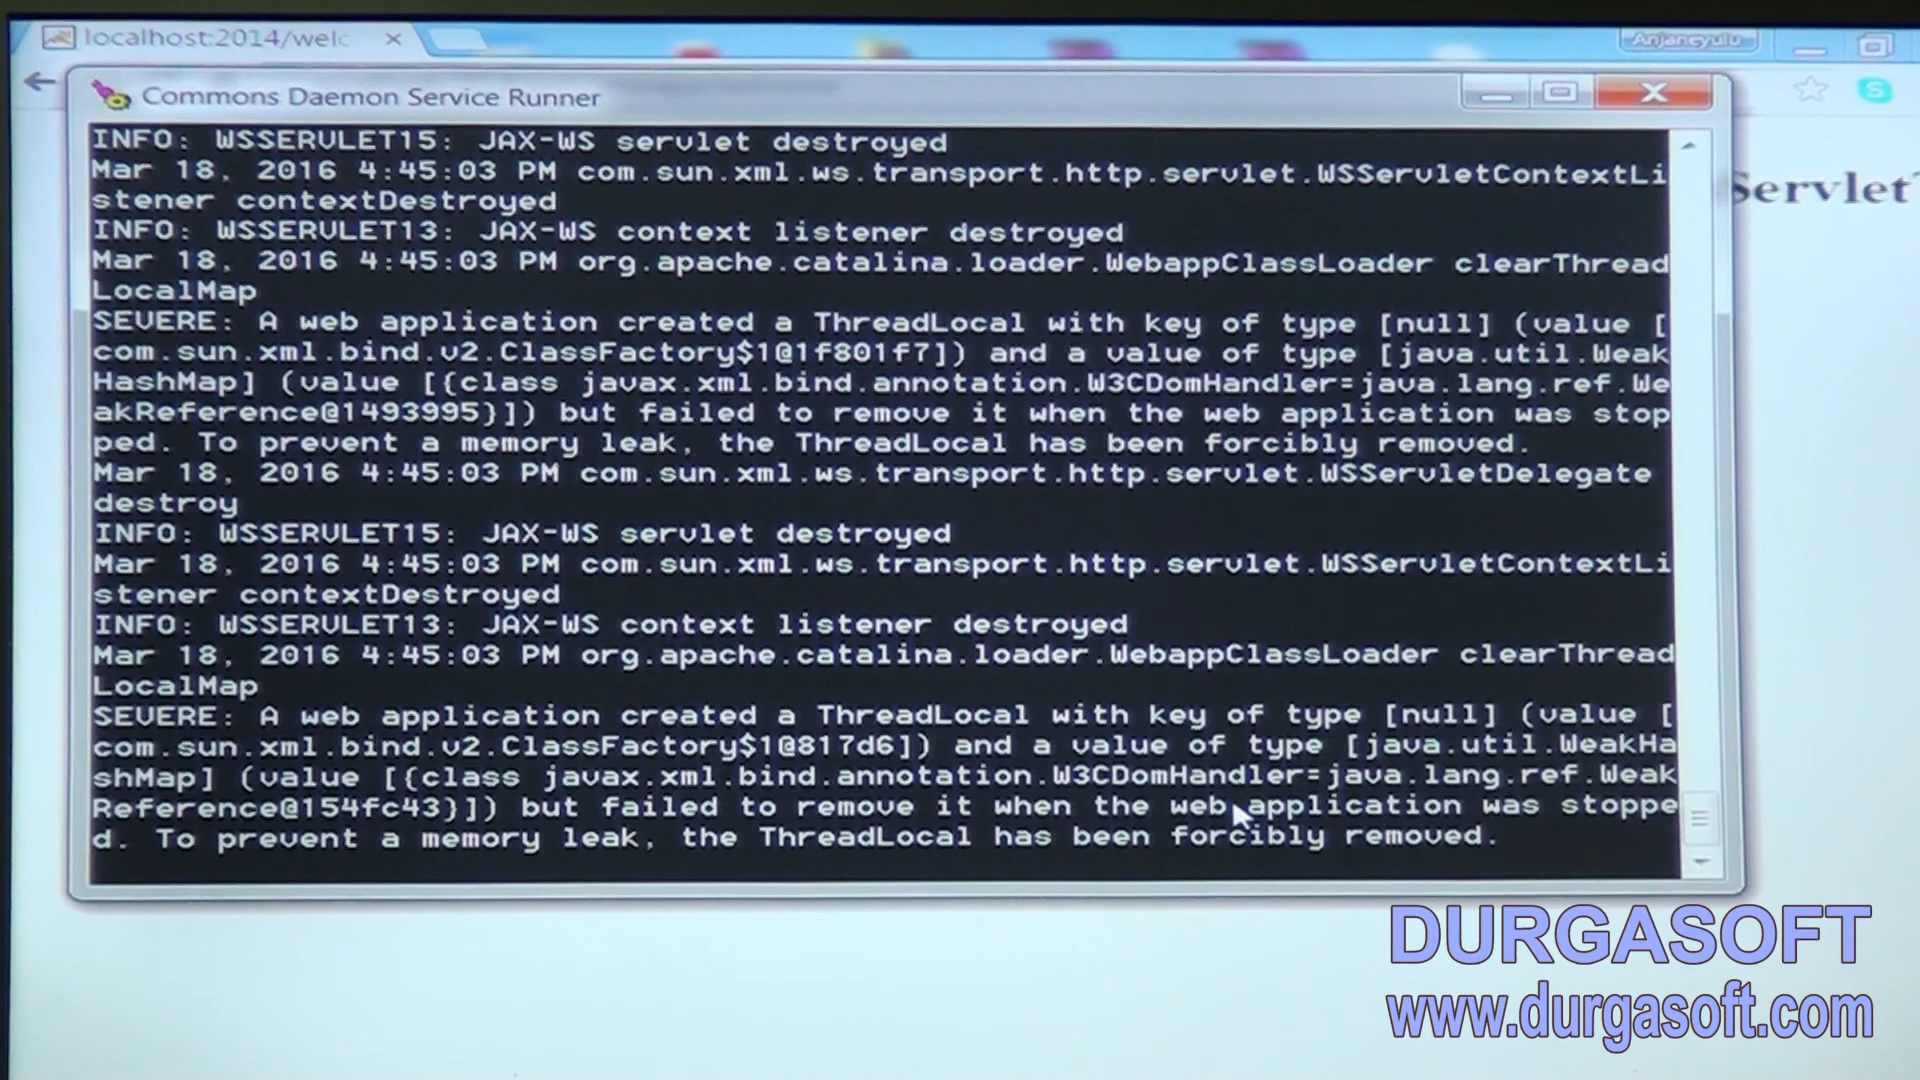 localhost:2014/welc
Anjaneyulu
Commons Daemon Service Runner
INFO: WSSERVLET15: JAX-WS servlet destroyed
Mar 18, 2016 4:45:03 PM com.sun.xml.ws.transport.http.servlet.WSServletContextLi
stener contextDestroyed
INFO: WSSERVLET13: JAX-WS context listener destroyed
Mar 18, 2016 4:45:03 PM org.apache.catalina.loader.WebappClassLoader clearThread
LocalMap
SEVERE: A web application created a ThreadLocal with key of type [null] (value [
com.sun.xml.bind.v2.ClassFactory$1@1f801f7]) and a value of type [java.util.Weak
HashMap] (value [{class javax.xml.bind.annotation.W3CDomHandler=java.lang.ref.We
akReference@1493995}]) but failed to remove it when the web application was stop
ped. To prevent a memory leak, the ThreadLocal has been forcibly removed.
Mar 18, 2016 4:45:03 PM com.sun.xml.ws.transport.http.servlet.WSServletDelegate
destroy
INFO: WSSERVLET15: JAX-WS servlet destroyed
Mar 18, 2016 4:45:03 PM com.sun.xml.ws.transport.http.servlet.WSServletContextLi
stener contextDestroyed
INFO: WSSERVLET13: JAX-WS context listener destroyed
Mar 18, 2016 4:45:03 PM org.apache.catalina.loader.WebappClassLoader clearThread
LocalMap
SEVERE: A web application created a ThreadLocal with key of type [null] (value [
com.sun.xml.bind.v2.ClassFactory$1@817d6]) and a value of type [java.util.WeakHa
shMap] (value [{class javax.xml.bind.annotation.W3CDomHandler=java.lang.ref.Weak
Reference@154fc43}]) but failed to remove it when the web application was stoppe
d. To prevent a memory leak, the ThreadLocal has been forcibly removed.
Servlet
DURGASOFT
www.durgasoft.com